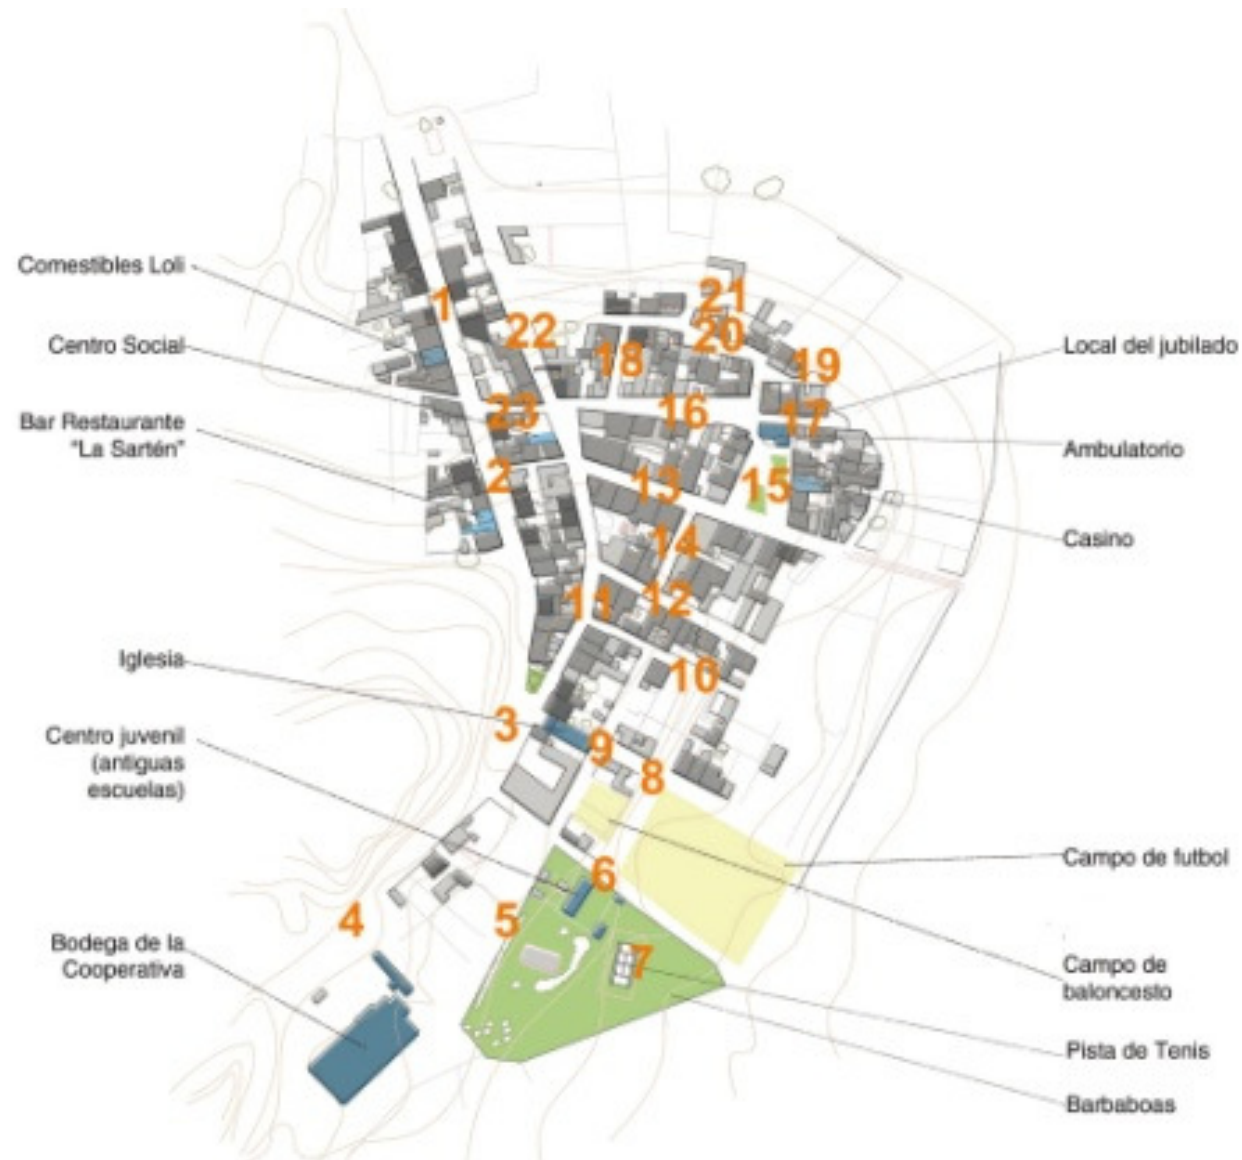 Comestibles Loli
Centro Social
Bar Restaurante
"La Sartén"
Iglesia
Centro juvenil
(antiguas
escuelas)
Bodega de la
Cooperativa
1
22
23
2
18
21
20
19
16
17
13
15
14
11
12
10
3
9
8
6
4
5
7
Local del jubilado
Ambulatorio
Casino
Campo de futbol
Campo de
baloncesto
Pista de Tenis
Barbaboas